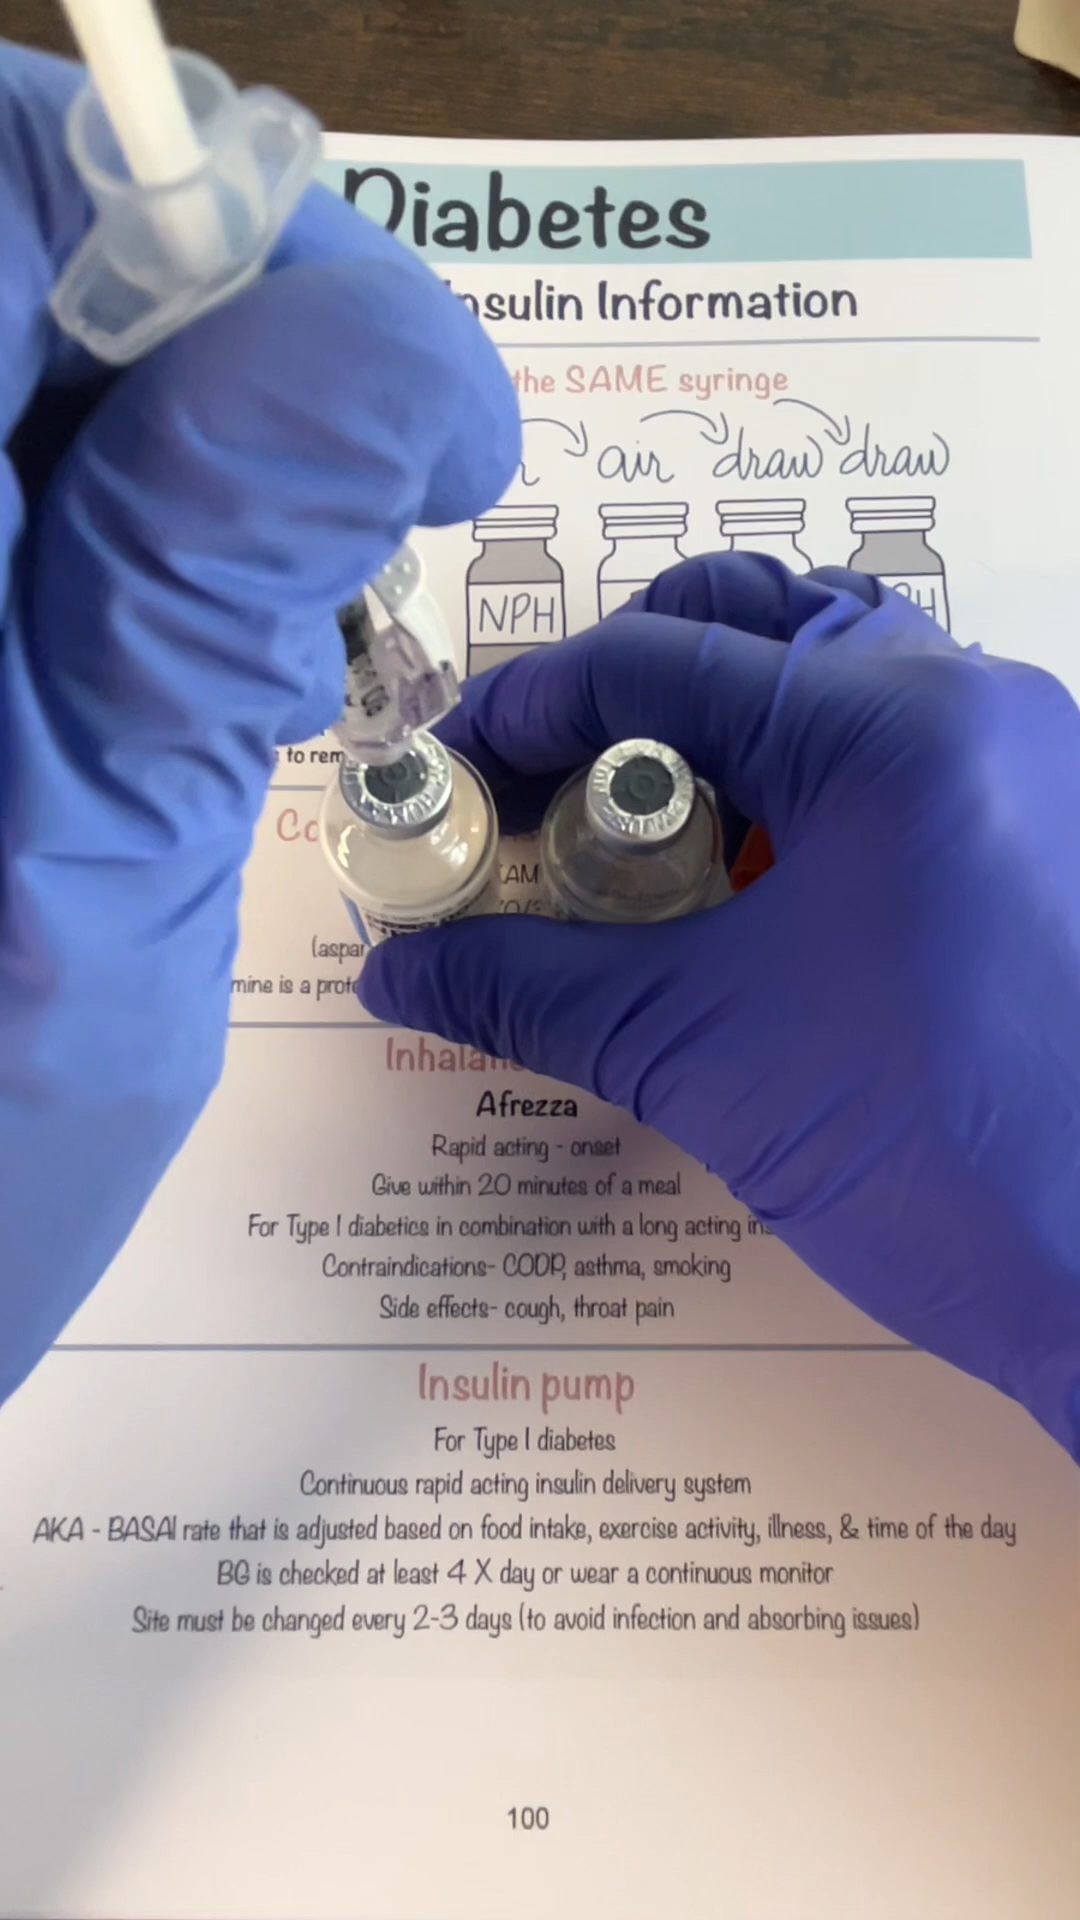 Diabetes
Insulin Information
the SAME syringe
air draw draw
NPH
to rem
(aspar
mine is a prot
Afrezza
Rapid acting - onset
Give within 20 minutes of a meal
For Type 1 diabetics in combination with a long acting in
Contraindications- CODP, asthma, smoking
Side effects- cough, throat pain
Insulin pump
For Type 1 diabetes
Continuous rapid acting insulin delivery system
AKA - BASAl rate that is adjusted based on food intake, exercise activity, illness, & time of the day
BG is checked at least 4 X day or wear a continuous monitor
Site must be changed every 2-3 days (to avoid infection and absorbing issues)
100